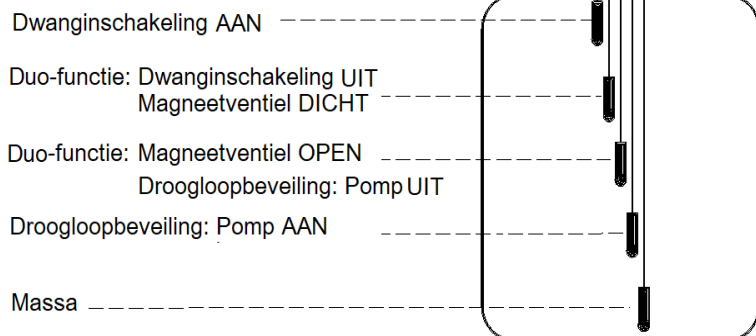 Dwanginschakeling AAN
Duo-functie: Dwanginschakeling UIT
Magneetventiel DICHT
Duo-functie: Magneetventiel OPEN
Droogloopbeveiling: Pomp UIT
Droogloopbeveiling: Pomp AAN
Massa